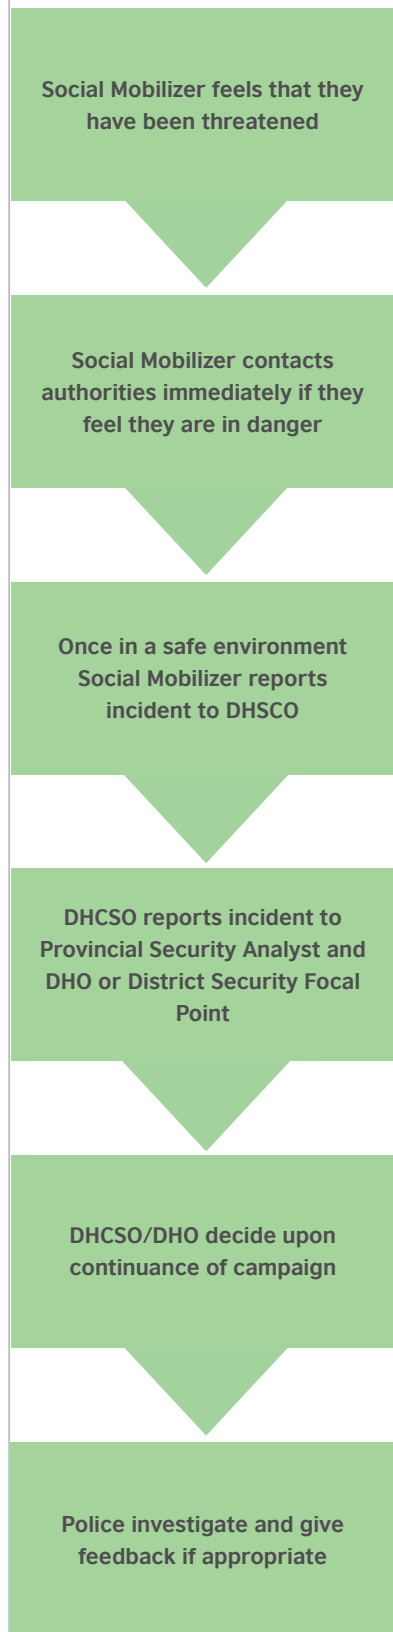 Social Mobilizer feels that they
have been threatened
Social Mobilizer contacts
authorities immediately if they
feel they are in danger
Once in a safe environment
Social Mobilizer reports
incident to DHSCO
DHCSO reports incident to
Provincial Security Analyst and
DHO or District Security Focal
Point
DHCSO/DHO decide upon
continuance of campaign
Police investigate and give
feedback if appropriate